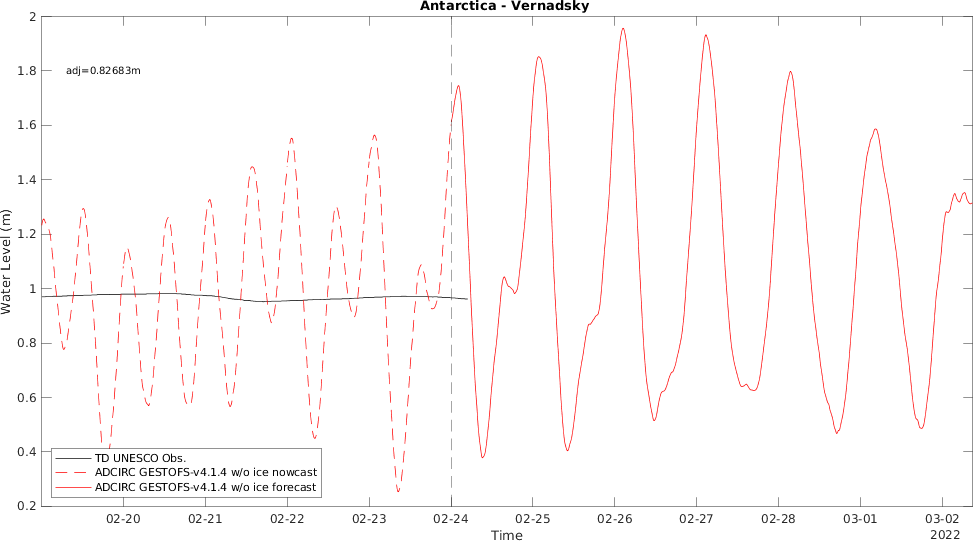 Antarctica - Vernadsky
2
1.8
1.6
1.4
1.2
1
0.8
0.6
0.4
0.2
Water Level (m)
adj=0.82683m
TD UNESCO Obs.
ADCIRC GESTOFS-v4.1.4 w/o ice nowcast
ADCIRC GESTOFS-v4.1.4 w/o ice forecast
02-20 02-21 02-22 02-23 02-24 02-25 02-26 02-27 02-28 03-01 03-02
2022
Time